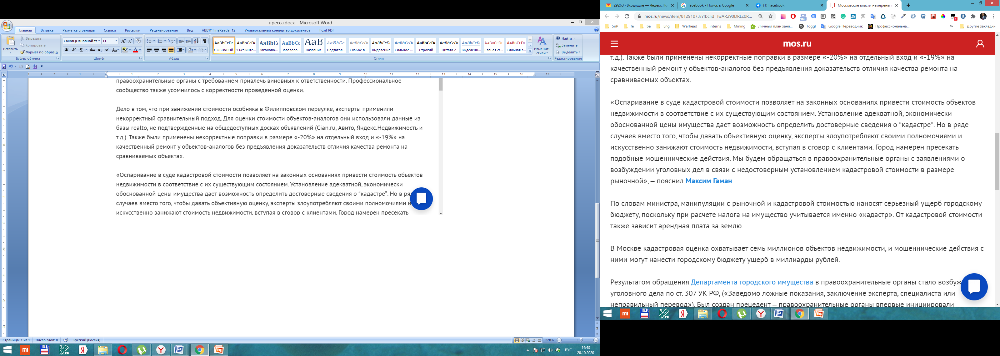 пресса.docx - Microsoft Word
Главная
Вставка
Разметка страницы
Ссылки
Рассылки
Рецензирование
Вид
ABBYY FineReader 12
Универсальный конвертер документов
Foxit PDF
Вставить
Вырезать
Копировать
Формат по образцу
Буфер обмена
Calibri (Основной те
11
Шрифт
Абзац
¶ Обычный
¶ Без инте...
Заголово...
Заголово...
Название
Подзагол...
Слабое в...
Выделение
Сильное ...
Строгий
Цитата 2
Выделенн...
Слабая сс...
Сильная с...
Изменить стили
Стили
Найти
Заменить
Выделить
Редактирование
правоохранительные органы с требованием привлечь виновных к ответственности. Профессиональное
сообщество также усомнилось с корректности проведенной оценки.
Дело в том, что при занижении стоимости особняка в Филипповском переулке, эксперты применили
некорректный сравнительный подход. Для оценки стоимости объектов-аналогов они использовали данные из
базы realto, не подтвержденные на общедоступных досках объявлений (Cian.ru, Авито, Яндекс.Недвижимость и
т.д.). Также были применены некорректные поправки в размере «-20%» на отдельный вход и «-19%» на
качественный ремонт у объектов-аналогов без предъявления доказательств отличия качества ремонта на
сравниваемых объектах.
«Оспаривание в суде кадастровой стоимости позволяет на законных основаниях привести стоимость объектов
недвижимости в соответствие с их существующим состоянием. Установление адекватной, экономически
обоснованной цены имущества дает возможность определить достоверные сведения о “кадастре”. Но в ря
случаев вместо того, чтобы давать объективную оценку, эксперты злоупотребляют своими полномочиями и
искусственно занижают стоимость недвижимости, вступая в сговор с клиентами. Город намерен пресекать
Страница: 1 из 1
Число слов: 0
Русский (Россия)
220%
РУС
14:43
20.10.2020
29263 · Входящие — Яндекс.По
facebook - Поиск в Google
(1) Facebook
Московские власти намерены
mos.ru/news/item/81291073/?fbclid=IwAR290DRLc0R...
SnP
fe
be
Eng
Warhead
interns
Mining
Личный план заня...
Toggl
Google Переводчик
Профессиональна...
»
Другие закладки
mos.ru
т.д.). Также были применены некорректные поправки в размере «-20%» на отдельный вход и «-19%» на
качественный ремонт у объектов-аналогов без предъявления доказательств отличия качества ремонта на
сравниваемых объектах.
«Оспаривание в суде кадастровой стоимости позволяет на законных основаниях привести стоимость объектов
недвижимости в соответствие с их существующим состоянием. Установление адекватной, экономически
обоснованной цены имущества дает возможность определить достоверные сведения о “кадастре”. Но в ряде
случаев вместо того, чтобы давать объективную оценку, эксперты злоупотребляют своими полномочиями и
искусственно занижают стоимость недвижимости, вступая в сговор с клиентами. Город намерен пресекать
подобные мошеннические действия. Мы будем обращаться в правоохранительные органы с заявлениями о
возбуждении уголовных дел в связи с недостоверным установлением кадастровой стоимости в размере
рыночной», — пояснил Максим Гаман.
По словам министра, манипуляции с рыночной и кадастровой стоимостью наносят серьезный ущерб городскому
бюджету, поскольку при расчете налога на имущество учитывается именно «кадастр». От кадастровой стоимости
также зависит арендная плата за землю.
В Москве кадастровая оценка охватывает семь миллионов объектов недвижимости, и мошеннические действия с
ними могут нанести городскому бюджету ущерб в миллиарды рублей.
Результатом обращения Департамента городского имущества в правоохранительные органы стало возбуж
уголовного дела по ст. 307 УК РФ, («Заведомо ложные показания, заключение эксперта, специалиста или
неправильный перевод»). Был создан прецедент — правоохранительные органы впервые инициировали